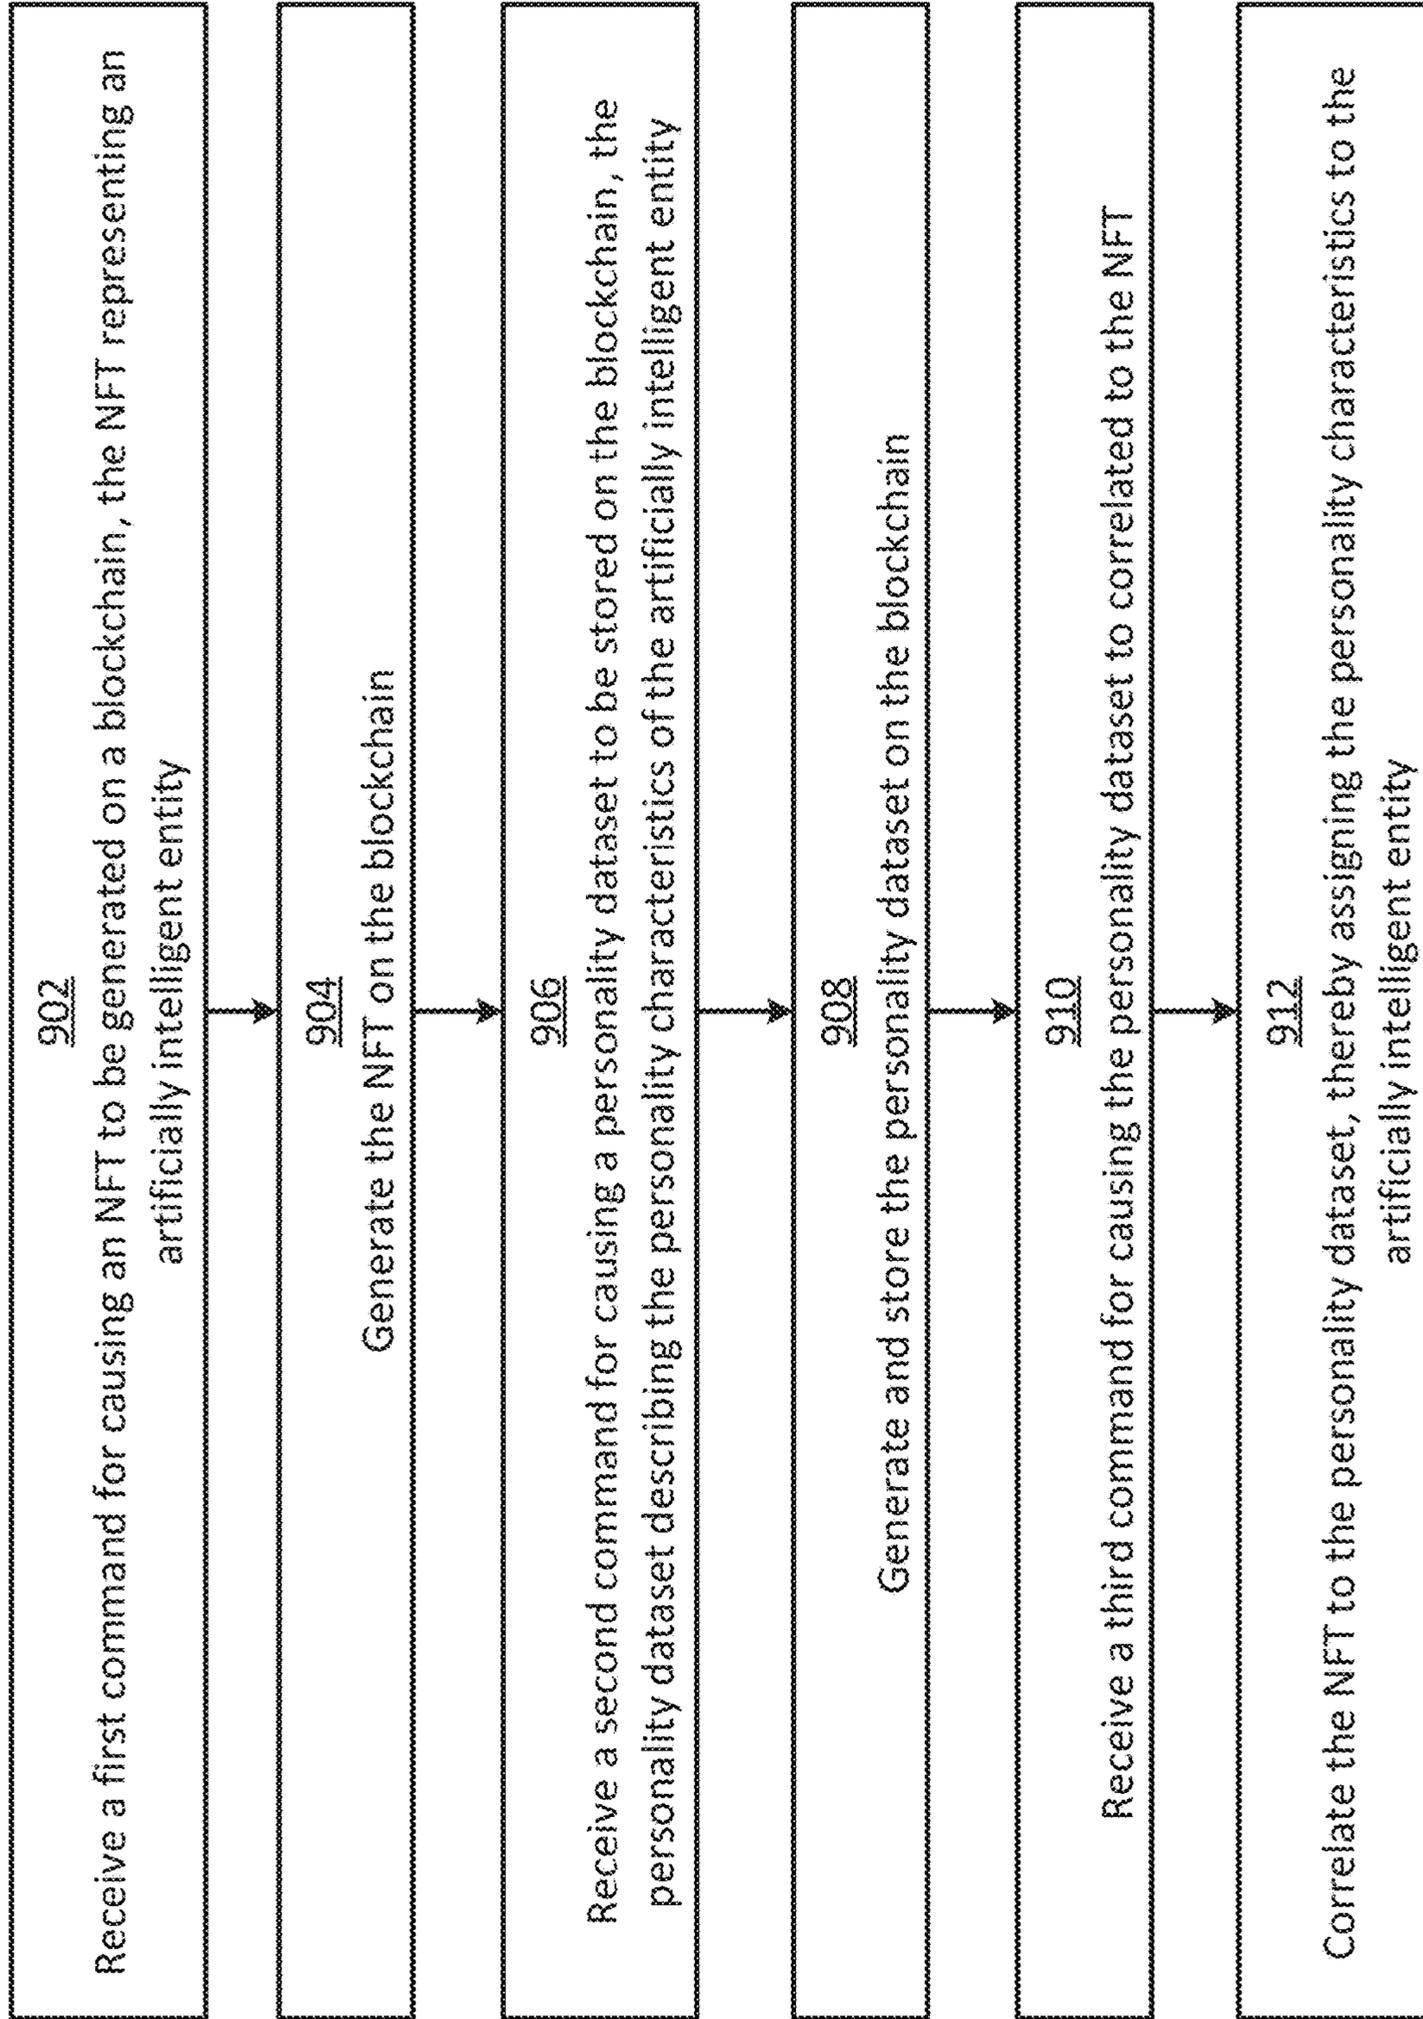 902
Receive a first command for causing an NFT to be generated on a blockchain, the NFT representing an
artificially intelligent entity
904
Generate the NFT on the blockchain
906
Receive a second command for causing a personality dataset to be stored on the blockchain, the
personality dataset describing the personality characteristics of the artificially intelligent entity
908
Generate and store the personality dataset on the blockchain
910
Receive a third command for causing the personality dataset to correlated to the NFT
912
Correlate the NFT to the personality dataset, thereby assigning the personality characteristics to the
artificially intelligent entity